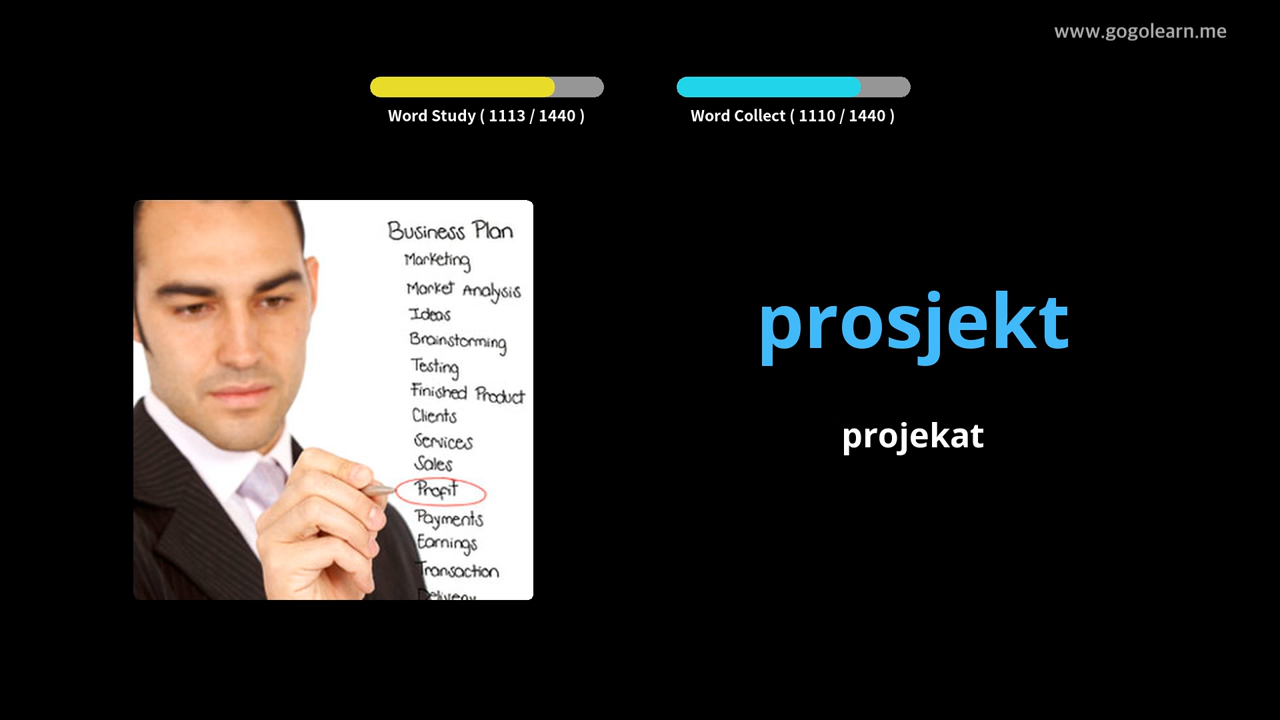 www.gogolearn.me
Word Study ( 1113 / 1440 )
Word Collect ( 1110 / 1440 )
Business Plan
Marketing
Market Analysis
Ideas
Brainstorming
Testing
Finished Product
Clients
Services
Sales
Profit
Payments
Earnings
Transaction
Delivery
prosjekt
projekat